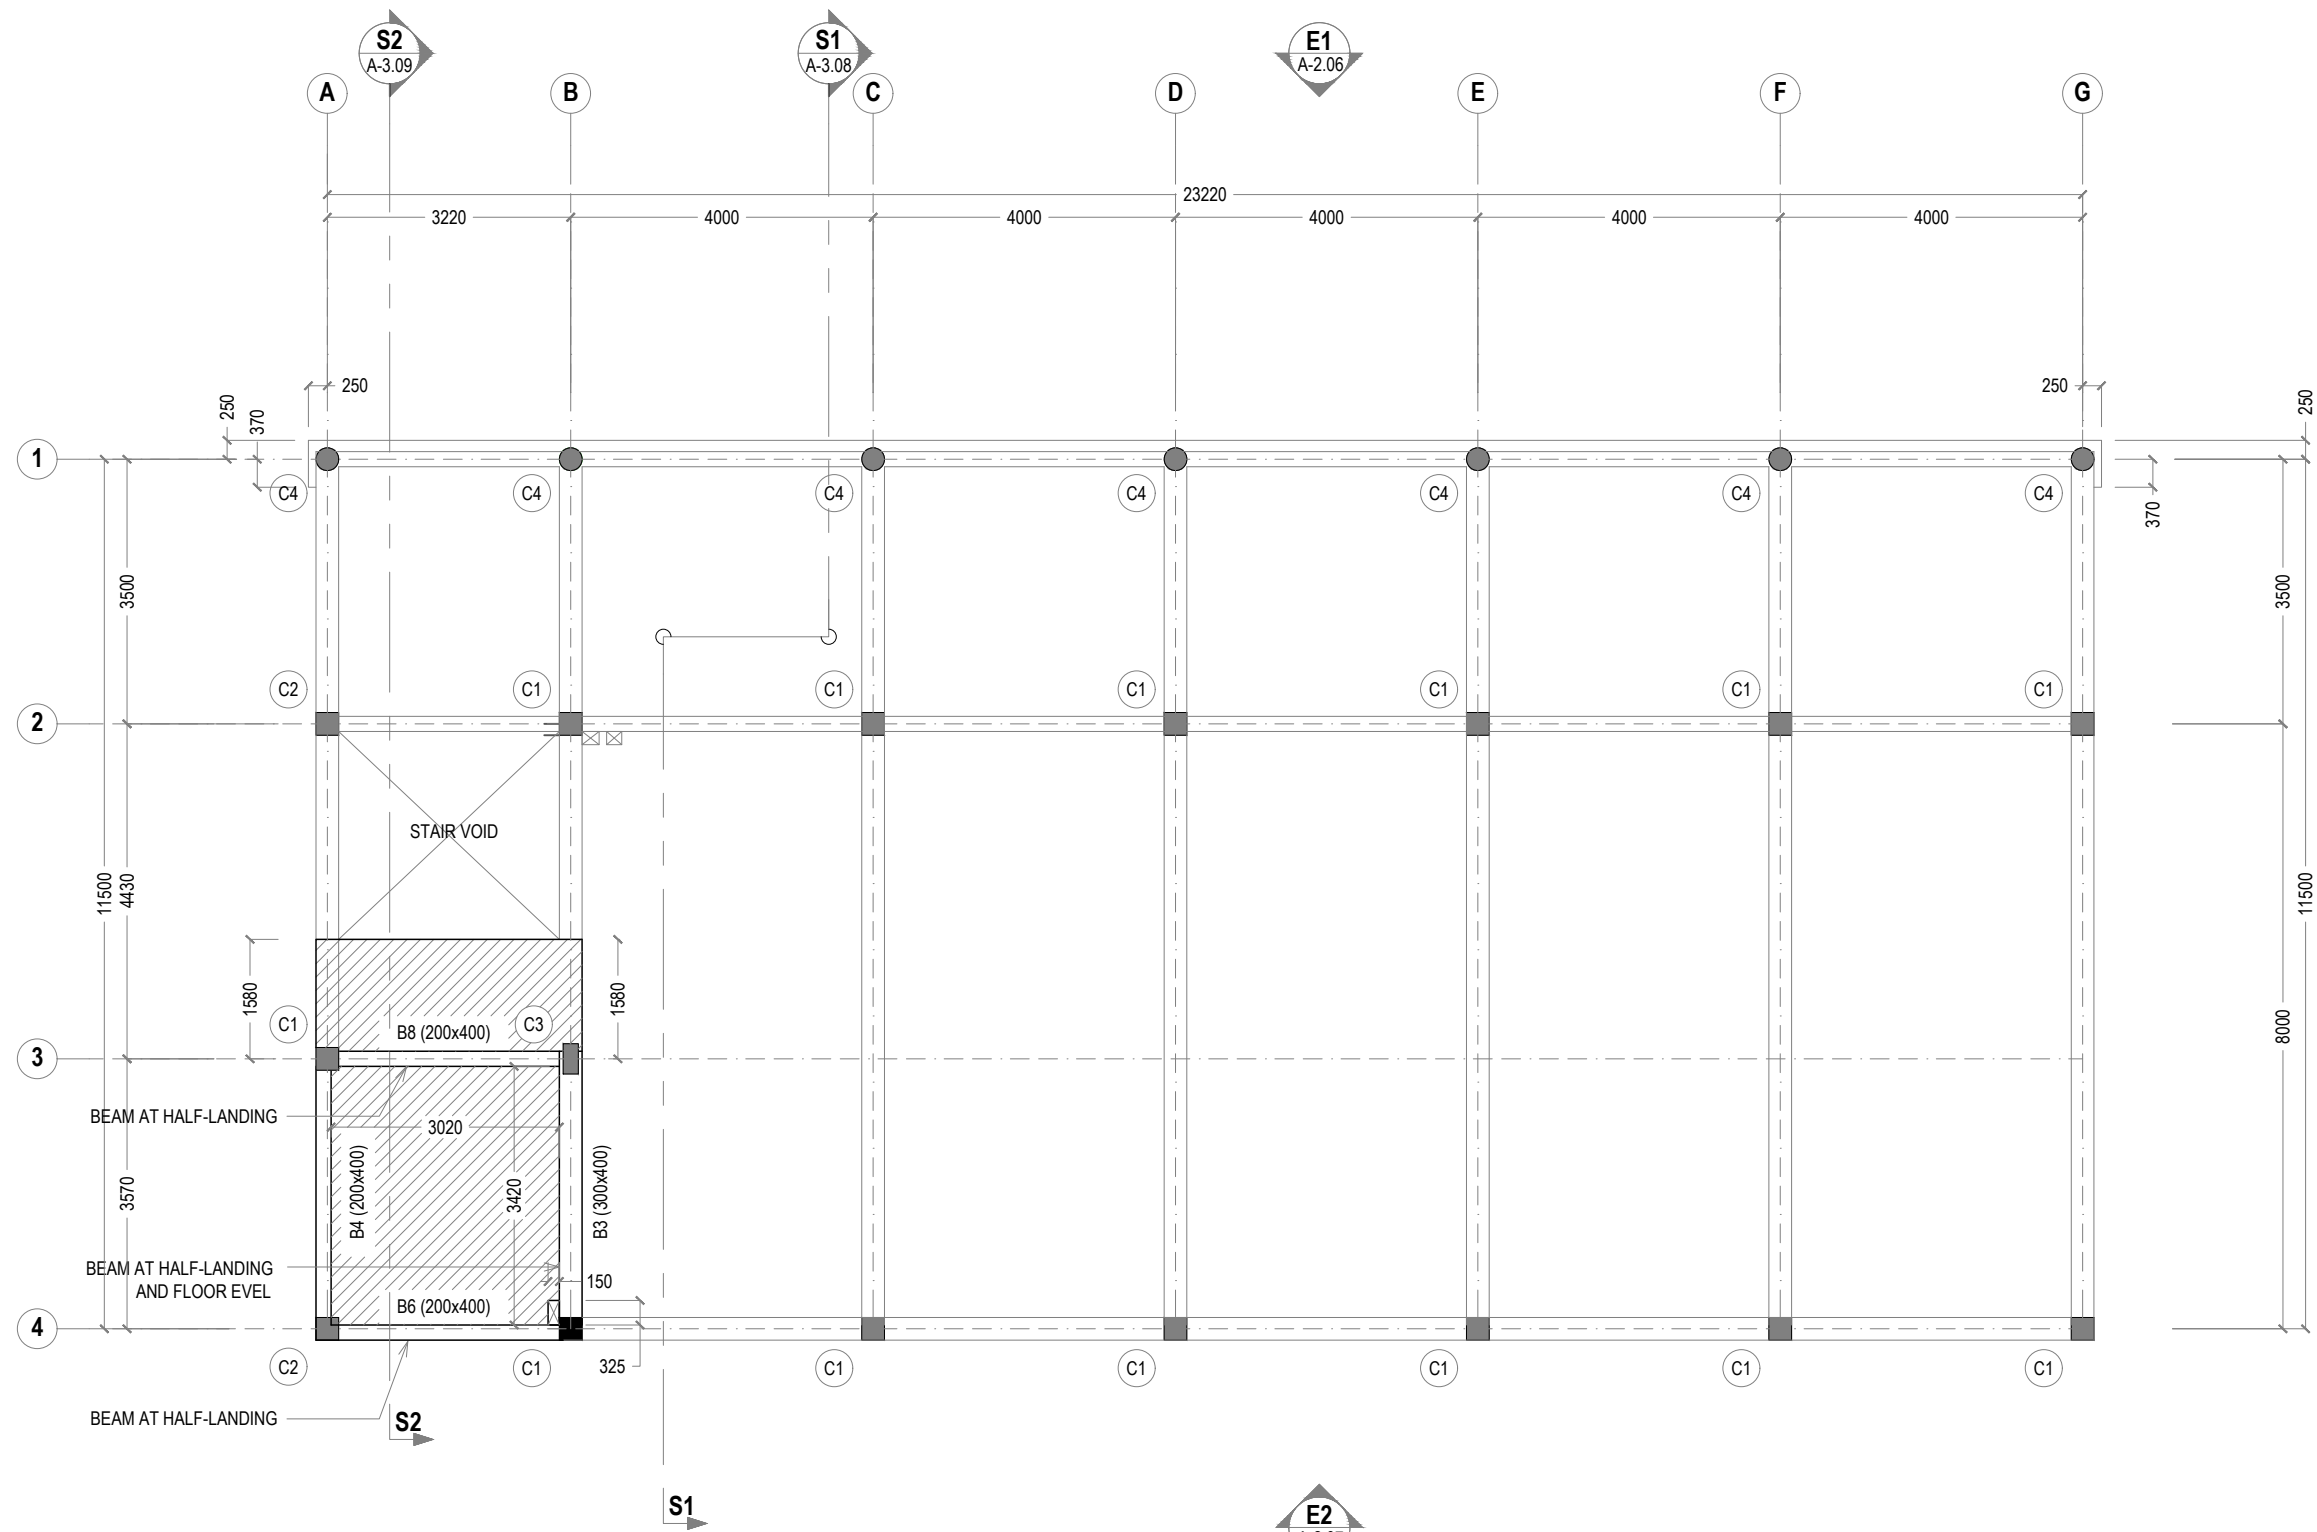 S2
A-3.09
S1
A-3.08
E1
A-2.06
A
B
C
D
E
F
G
23220
3220
4000
4000
4000
4000
4000
250
250
250
370
250
1
C4
C4
C4
C4
C4
C4
C4
370
3500
3500
C2
C1
C1
C1
C1
C1
C1
2
STAIR VOID
11500
4430
11500
1580
1580
8000
C1
B8 (200x400)
C3
3
BEAM AT HALF-LANDING
3020
3570
B4 (200x400)
3420
B3 (300x400)
BEAM AT HALF-LANDING
AND FLOOR EVEL
150
B6 (200x400)
4
C2
C1
325
C1
C1
C1
C1
C1
BEAM AT HALF-LANDING
S2
S1
E2